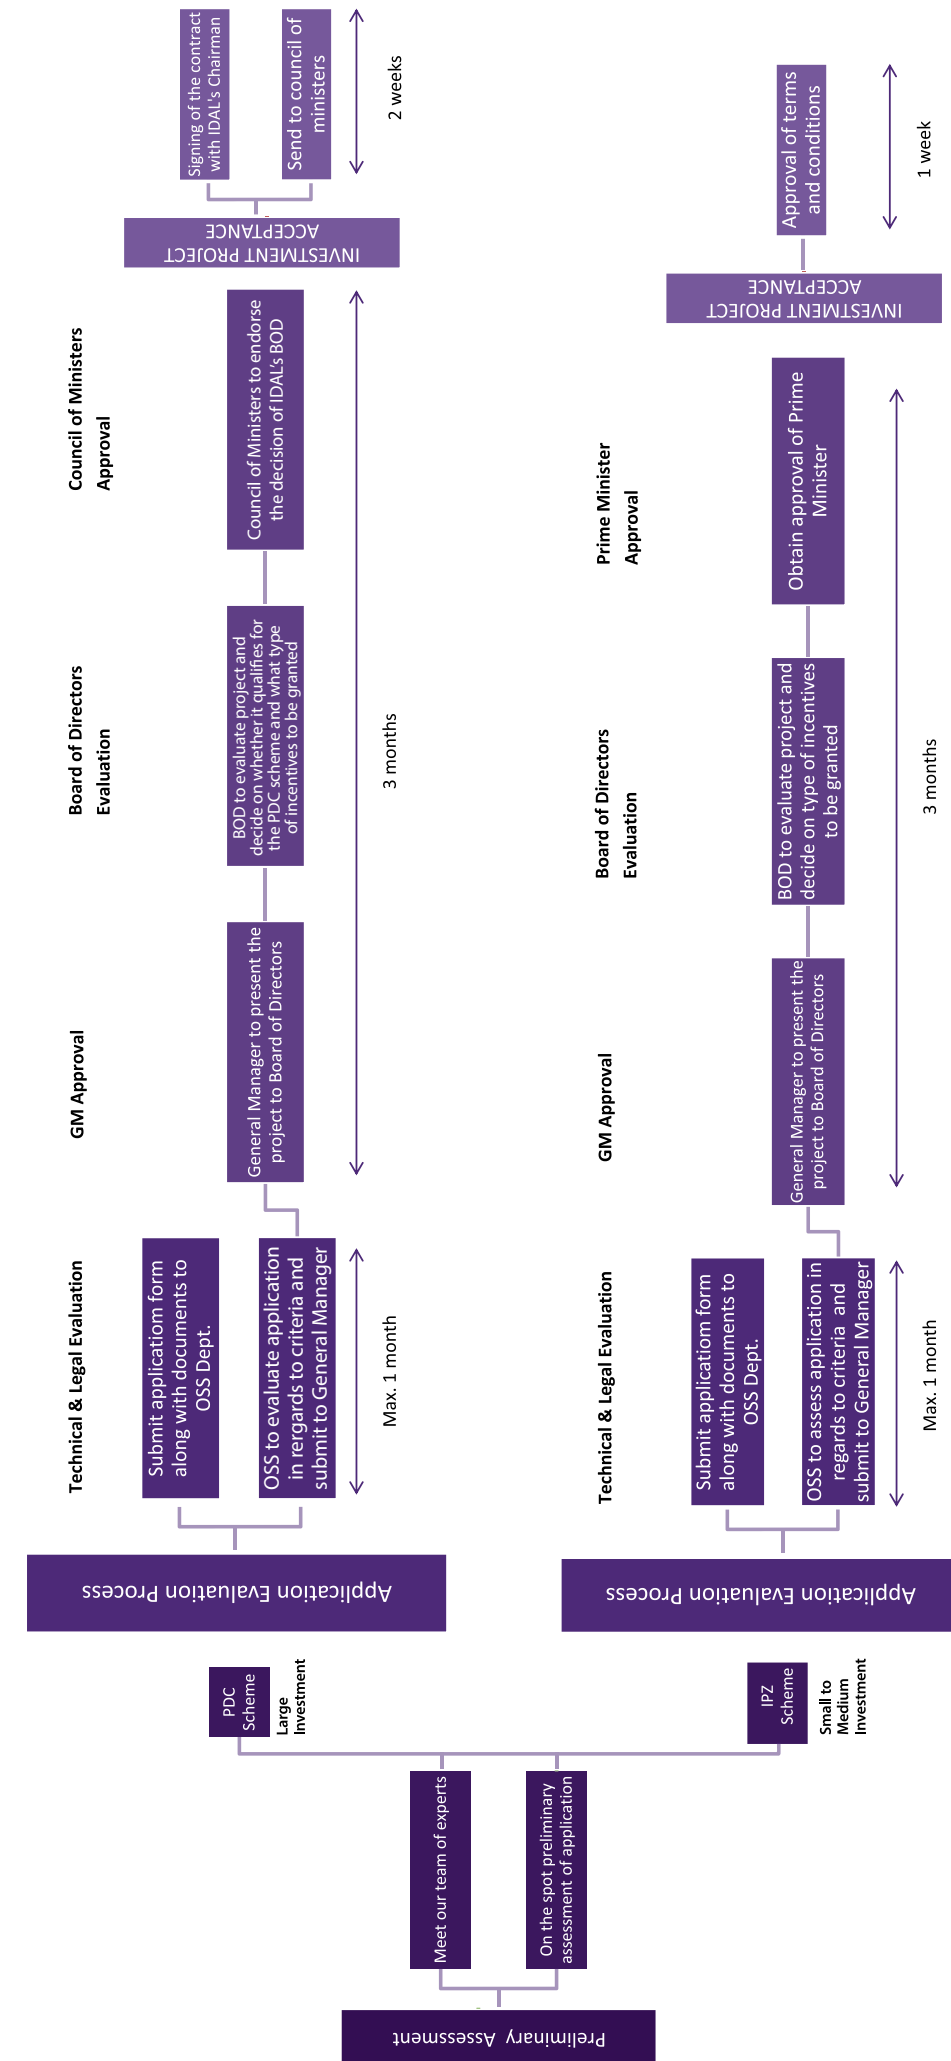 Preliminary Assessment
Meet our team of experts
On the spot preliminary
assessment of application
PDC
Scheme
Large
Investment
Application Evaluation Process
Technical & Legal Evaluation
Submit applicatiom form
along with documents to
OSS Dept.
OSS to evaluate application
in rergards to criteria and
submit to General Manager
Max. 1 month
GM Approval
General Manager to present the
project to Board of Directors
Board of Directors
Evaluation
BOD to evaluate project and
decide on whether it qualifies for
the PDC scheme and what type
of incentives to be granted
Council of Ministers
Approval
Council of Ministers to endorse
the decision of IDAL's BOD
3 months
INVESTMENT PROJECT
ACCEPTANCE
Signing of the contract
with IDAL's Chairman
Send to council of
ministers
2 weeks
IPZ
Scheme
Small to
Medium
Investment
Application Evaluation Process
Technical & Legal Evaluation
Submit applicatiom form
along with documents to
OSS Dept.
OSS to assess application in
regards to criteria and
submit to General Manager
Max. 1 month
GM Approval
General Manager to present the
project to Board of Directors
Board of Directors
Evaluation
BOD to evaluate project and
decide on type of incentives
to be granted
Prime Minister
Approval
Obtain approval of Prime
Minister
3 months
INVESTMENT PROJECT
ACCEPTANCE
Approval of terms
and conditions
1 week